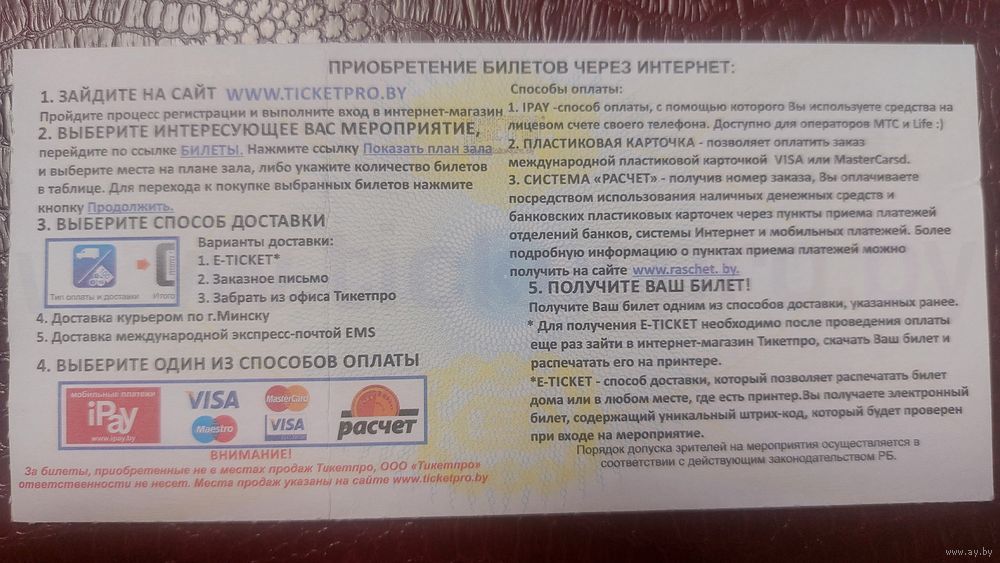 ПРИОБРЕТЕНИЕ БИЛЕТОВ ЧЕРЕЗ ИНТЕРНЕТ:
1. ЗАЙДИТЕ НА САЙТ WWW.TICKETPRO.BY
Пройдите процесс регистрации и выполните вход в интернет-магазин
2. ВЫБЕРИТЕ ИНТЕРЕСУЮЩЕЕ ВАС МЕРОПРИЯТИЕ,
перейдите по ссылке БИЛЕТЫ. Нажмите ссылку Показать план зала
и выберите места на плане зала, либо укажите количество билетов
в таблице. Для перехода к покупке выбранных билетов нажмите
кнопку Продолжить.
3. ВЫБЕРИТЕ СПОСОБ ДОСТАВКИ
Тип оплаты и доставки Итого
Варианты доставки:
1. E-TICKET*
2. Заказное письмо
3. Забрать из офиса Тикетпро
4. Доставка курьером по г.Минску
5. Доставка международной экспресс-почтой EMS
4. ВЫБЕРИТЕ ОДИН ИЗ СПОСОБОВ ОПЛАТЫ
мобильные платежи
iPay
www.ipay.by
VISA
Maestro
MasterCard
VISA
расчет
ВНИМАНИЕ!
За билеты, приобретенные не в местах продаж Тикетпро, ООО «Тикетпро»
ответственности не несет. Места продаж указаны на сайте www.ticketpro.by
Способы оплаты:
1. IPAY -способ оплаты, с помощью которого Вы используете средства на
лицевом счете своего телефона. Доступно для операторов МТС и Life :)
2. ПЛАСТИКОВАЯ КАРТОЧКА - позволяет оплатить заказ
международной пластиковой карточкой VISA или MasterCarsd.
3. СИСТЕМА «РАСЧЕТ» - получив номер заказа, Вы оплачиваете
посредством использования наличных денежных средств и
банковских пластиковых карточек через пункты приема платежей
отделений банков, системы Интернет и мобильных платежей. Более
подробную информацию о пунктах приема платежей можно
получить на сайте www.raschet. by.
5. ПОЛУЧИТЕ ВАШ БИЛЕТ!
Получите Ваш билет одним из способов доставки, указанных ранее.
* Для получения E-TICKET необходимо после проведения оплаты
еще раз зайти в интернет-магазин Тикетпро, скачать Ваш билет и
распечатать его на принтере.
*E-TICKET - способ доставки, который позволяет распечатать билет
дома или в любом месте, где есть принтер.Вы получаете электронный
билет, содержащий уникальный штрих-код, который будет проверен
при входе на мероприятие.
Порядок допуска зрителей на мероприятия осуществляется в
соответствии с действующим законодательством РБ.
www.ay.by